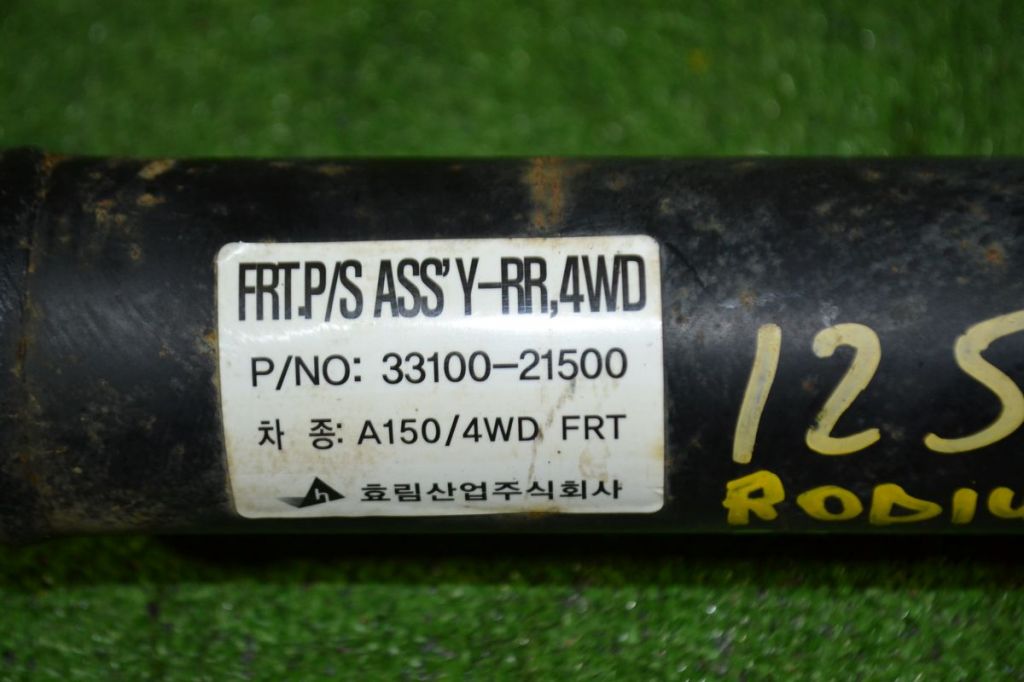 FRT.P/S ASS'Y-RR,4WD
P/NO: 33100-21500
차 종: A150/4WD FRT
효림산업주식회사
125
RODIU